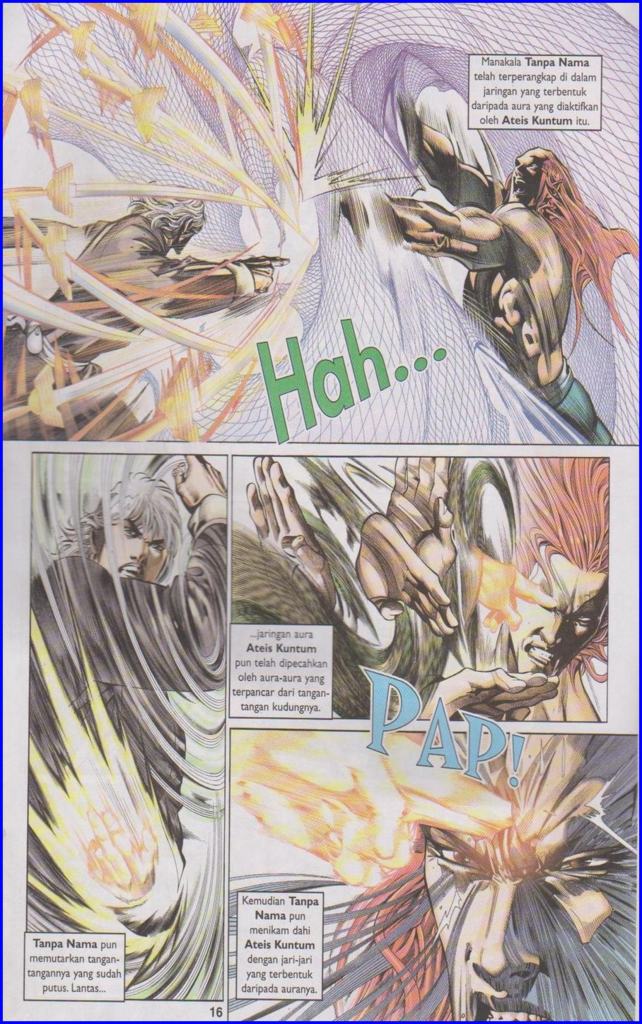 Manakala Tanpa Nama
telah terperangkap di dalam
jaringan yang terbentuk
daripada aura yang diaktifkan
oleh Ateis Kuntum itu.
Hah...
Tanpa Nama pun
memutarkan tangan-
tangannya yang sudah
putus. Lantas...
...jaringan aura
Ateis Kuntum
pun telah dipecahkan
oleh aura-aura yang
terpancar dari tangan-
tangan kudungnya.
PAP!
Kemudian Tanpa
Nama pun
menikam dahi
Ateis Kuntum
dengan jari-jari
yang terbentuk
daripada auranya.
16